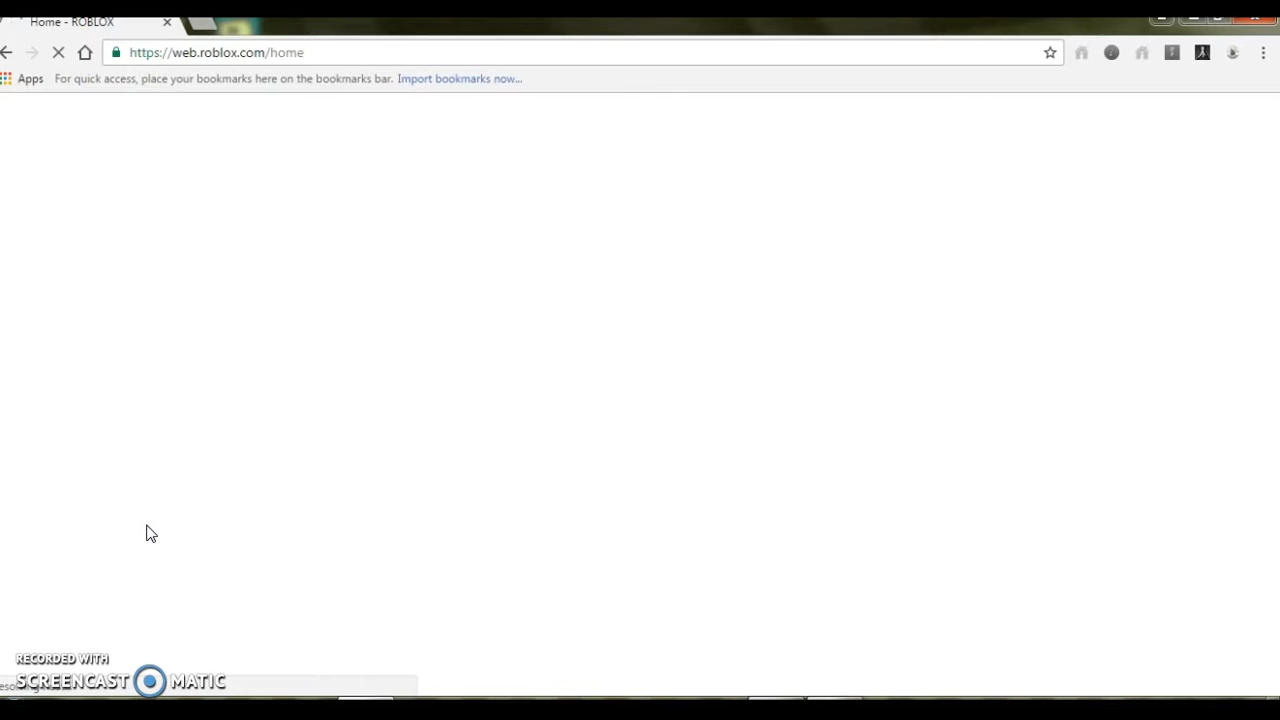 Home - ROBLOX
https://web.roblox.com/home
Apps For quick access, place your bookmarks here on the bookmarks bar. Import bookmarks now...
RECORDED WITH
SCREENCAST MATIC